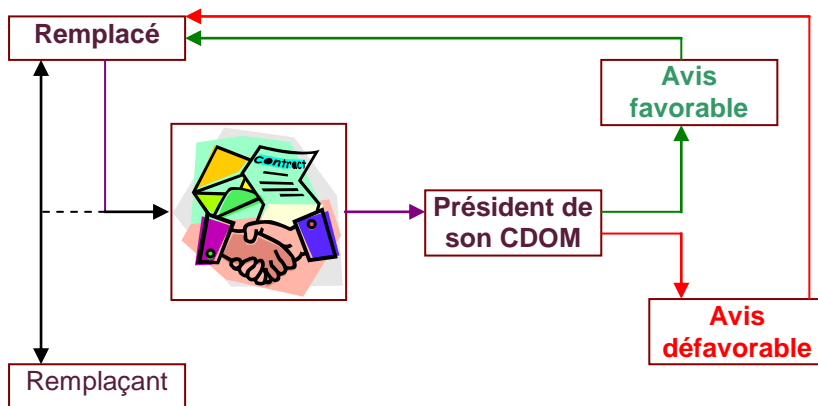 Remplacé
Avis
favorable
contract
Président de
son CDOM
Avis
défavorable
Remplaçant